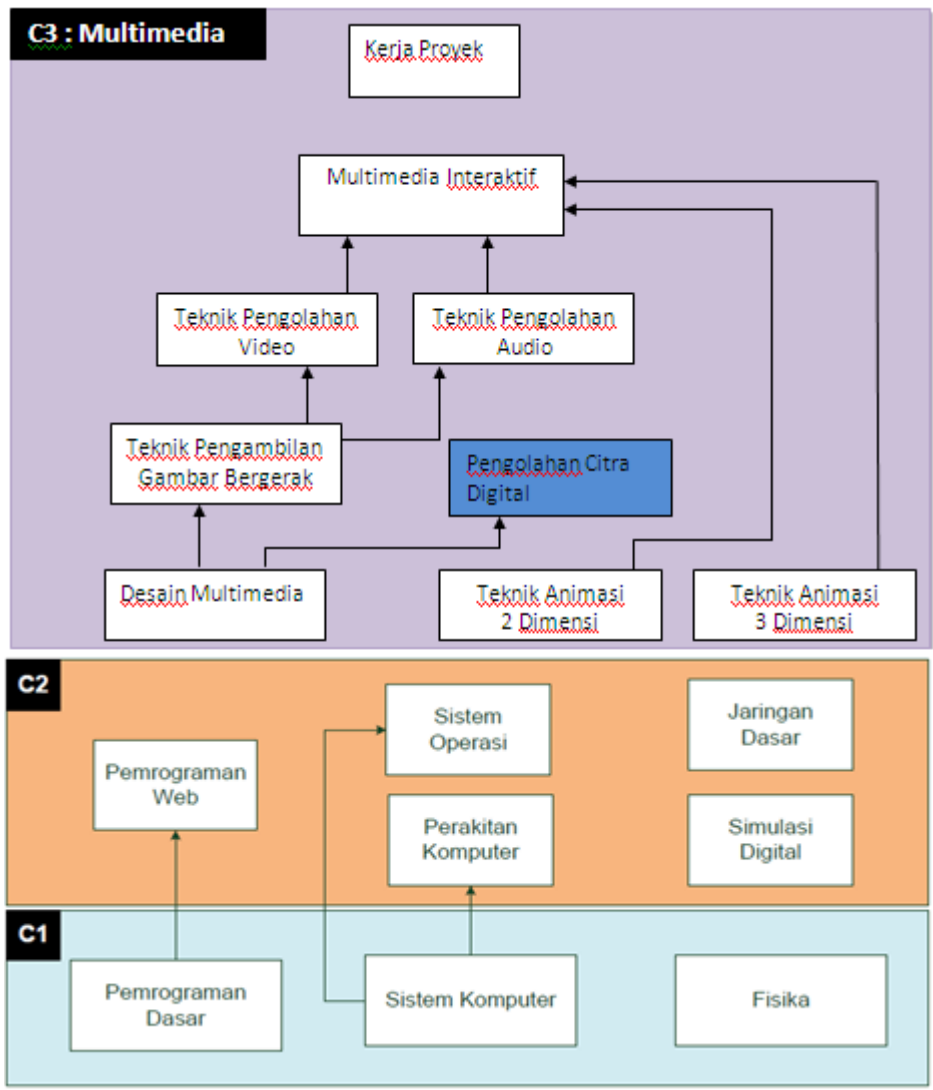 C3 : Multimedia
Kerja Proyek
Multimedia Interaktif
Teknik Pengolahan
Video
Teknik Pengolahan
Audio
Teknik Pengambilan
Gambar Bergerak
Pengolahan Citra
Digital
Desain Multimedia
Teknik Animasi
2 Dimensi
Teknik Animasi
3 Dimensi
C2
Sistem
Operasi
Jaringan
Dasar
Pemrograman
Web
Perakitan
Komputer
Simulasi
Digital
C1
Pemrograman
Dasar
Sistem Komputer
Fisika